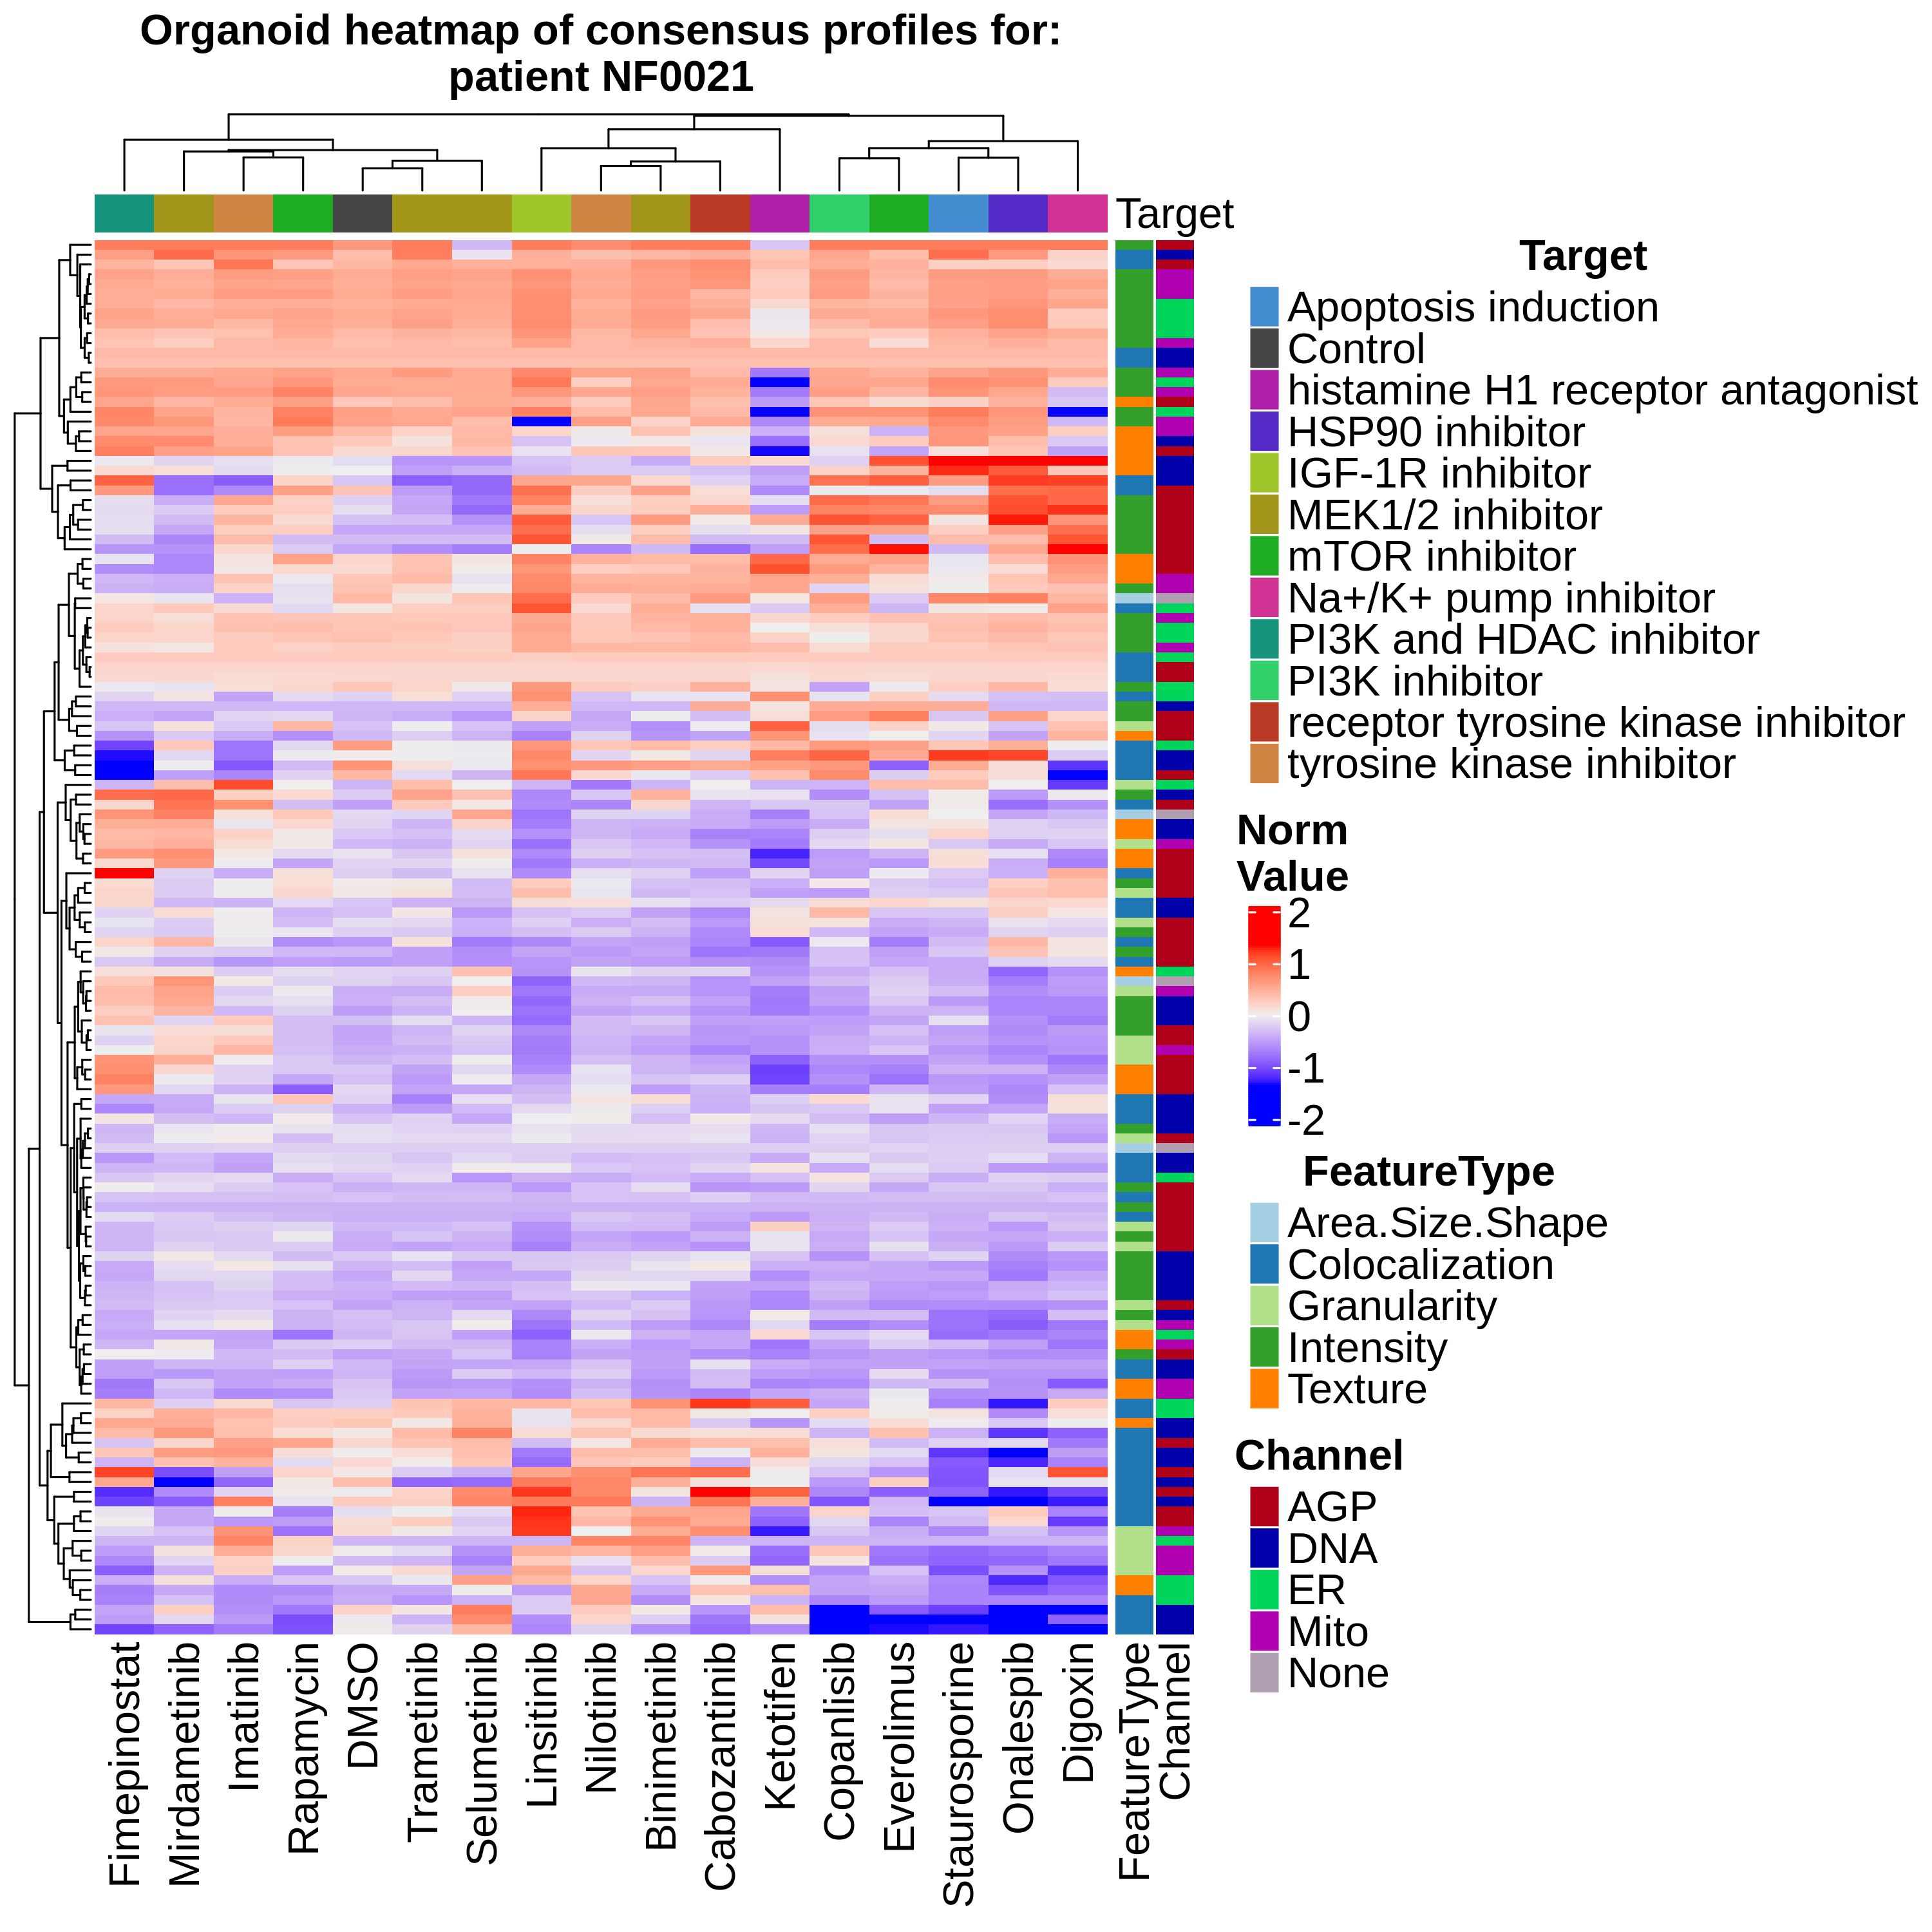 Organoid heatmap of consensus profiles for:
patient NF0021
Target
Target
Apoptosis induction
Control
histamine H1 receptor antagonist
HSP90 inhibitor
IGF-1R inhibitor
MEK1/2 inhibitor
mTOR inhibitor
Na+/K+ pump inhibitor
PI3K and HDAC inhibitor
PI3K inhibitor
receptor tyrosine kinase inhibitor
tyrosine kinase inhibitor
Norm
Value
2
1
0
-1
-2
FeatureType
Area.Size.Shape
Colocalization
Granularity
Intensity
Texture
Channel
AGP
DNA
ER
Mito
None
Fimepinostat
Mirdametinib
Imatinib
Rapamycin
DMSO
Trametinib
Selumetinib
Linsitinib
Nilotinib
Binimetinib
Cabozantinib
Ketotifen
Copanlisib
Everolimus
Staurosporine
Onalespib
Digoxin
FeatureType
Channel